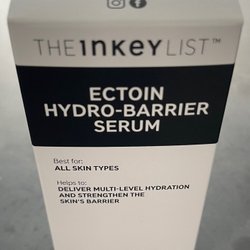 THE INKEY LIST™
ECTOIN
HYDRO-BARRIER
SERUM
Best for:
ALL SKIN TYPES
Helps to:
DELIVER MULTI-LEVEL HYDRATION
AND STRENGTHEN THE
SKIN'S BARRIER